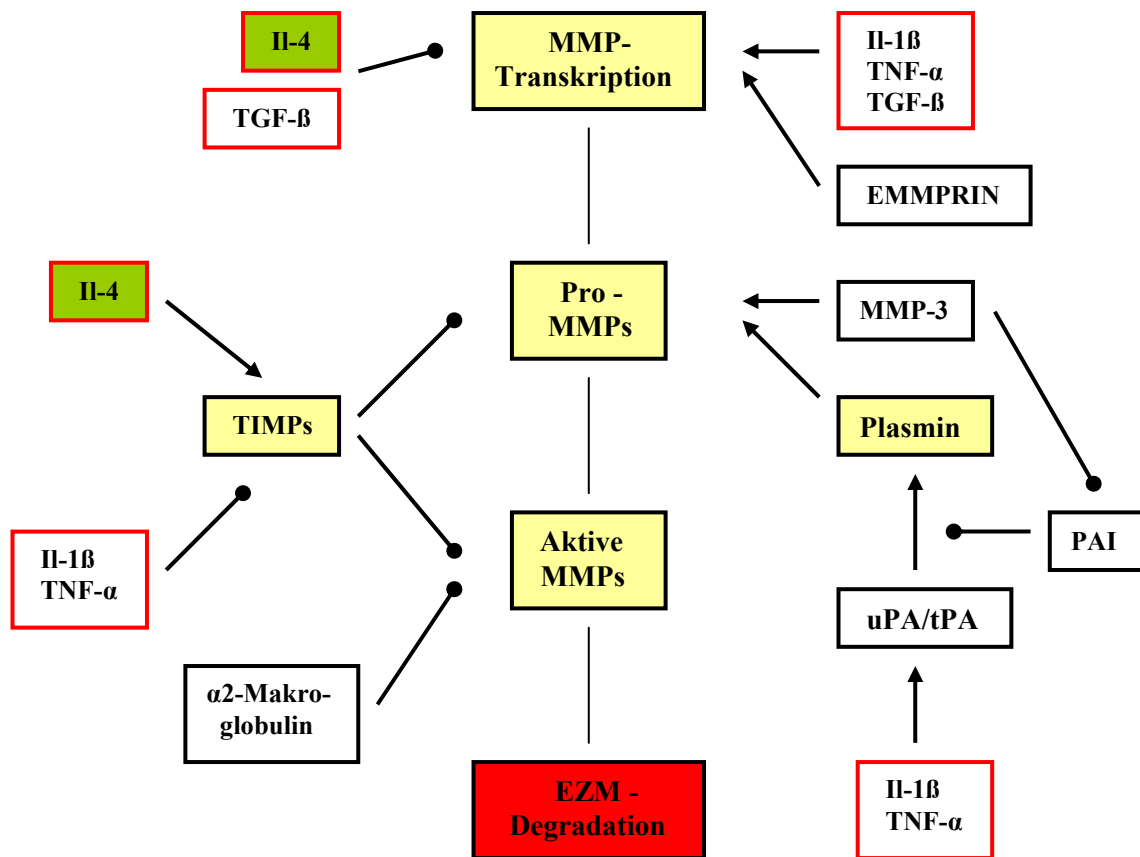 Il-4
TGF-ß
MMP-
Transkription
Il-1ß
TNF-α
TGF-ß
EMMPRIN
Il-4
Pro -
MMPs
MMP-3
TIMPs
Plasmin
Il-1ß
TNF-α
Aktive
MMPs
PAI
uPA/tPA
α2-Makro-
globulin
EZM -
Degradation
Il-1ß
TNF-α